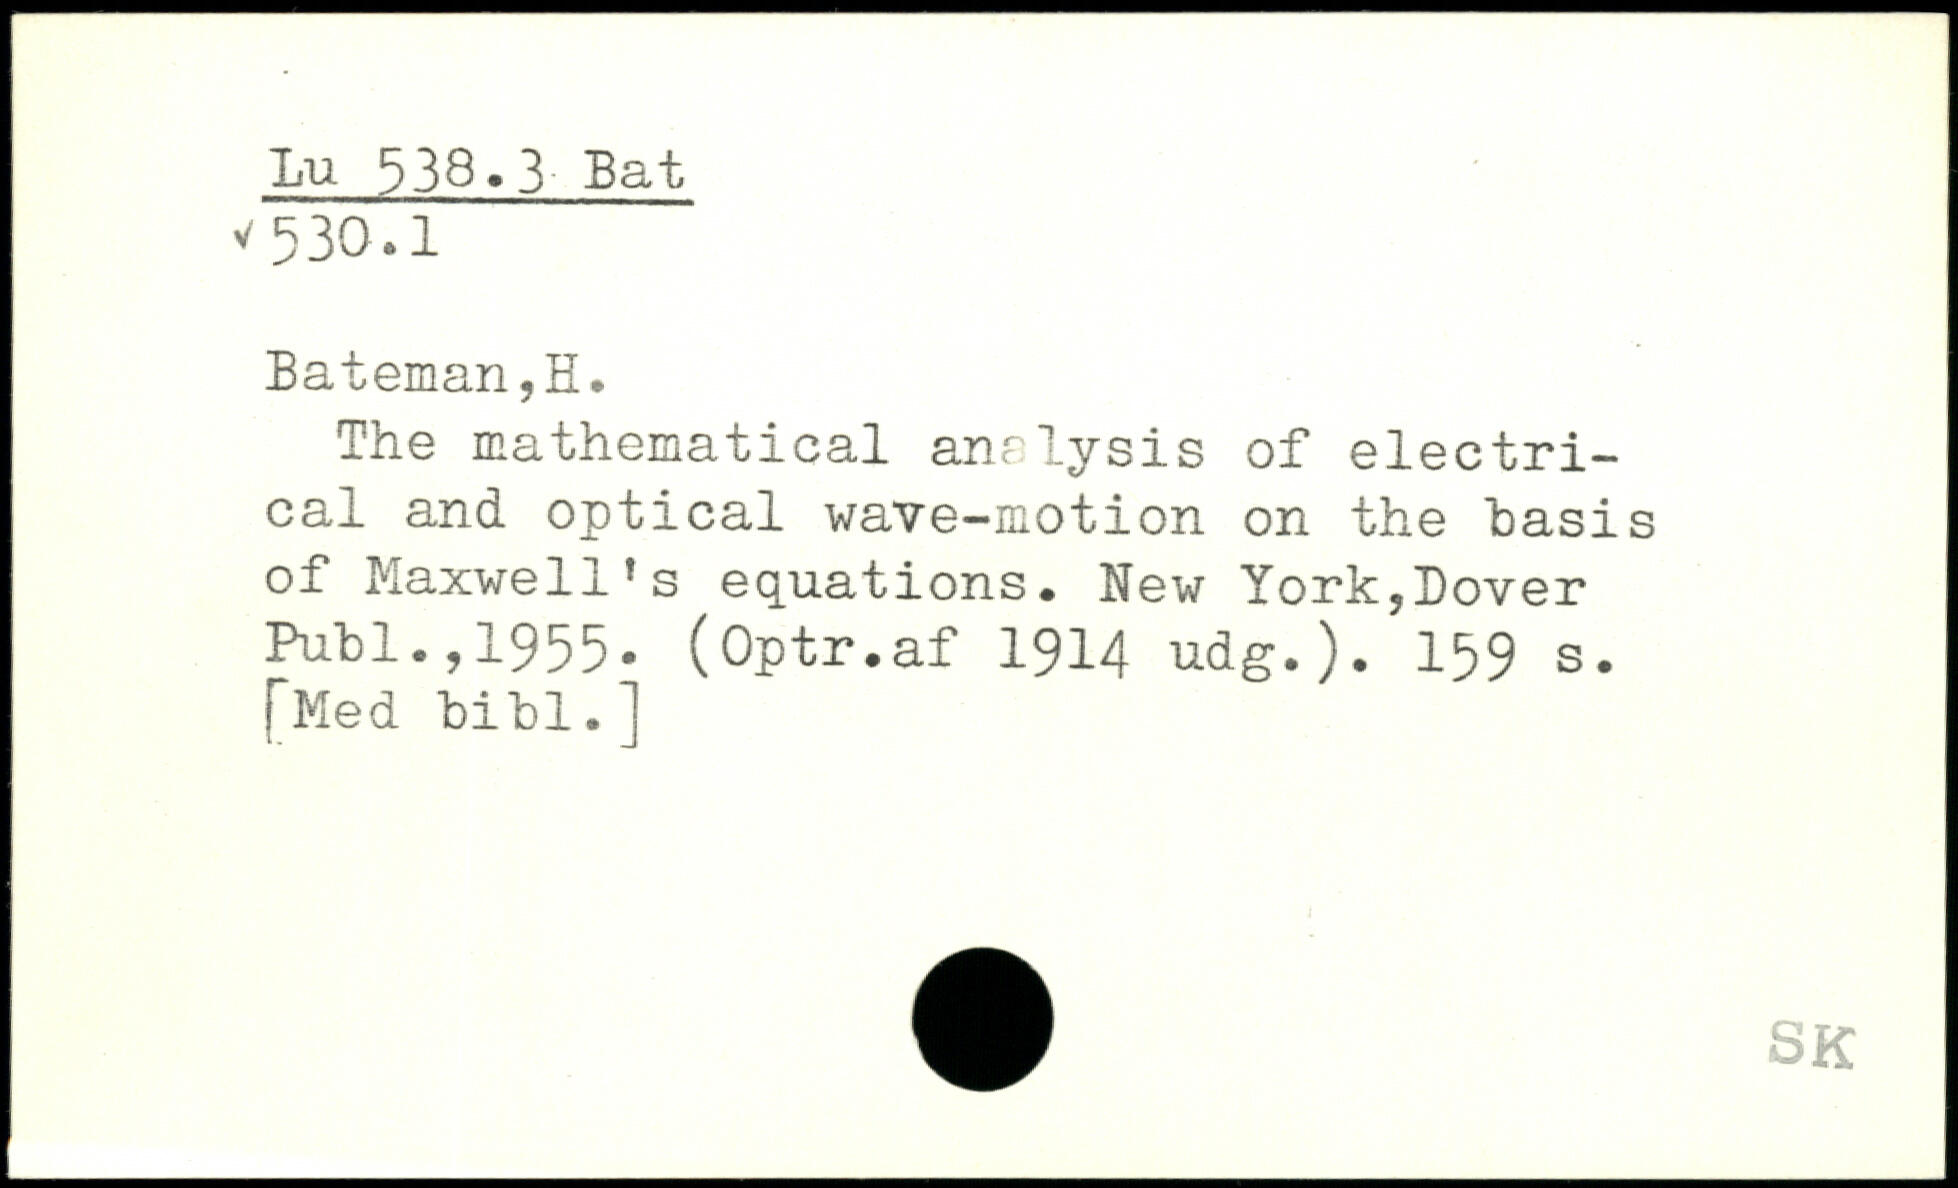 Lu 538.3 Bat
✓530.1
Bateman,H.
The mathematical analysis of electri-
cal and optical wave-motion on the basis
of Maxwell's equations. New York,Dover
Publ.,1955. (Optr.af 1914 udg.). 159 s.
[Med bibl.]
SK